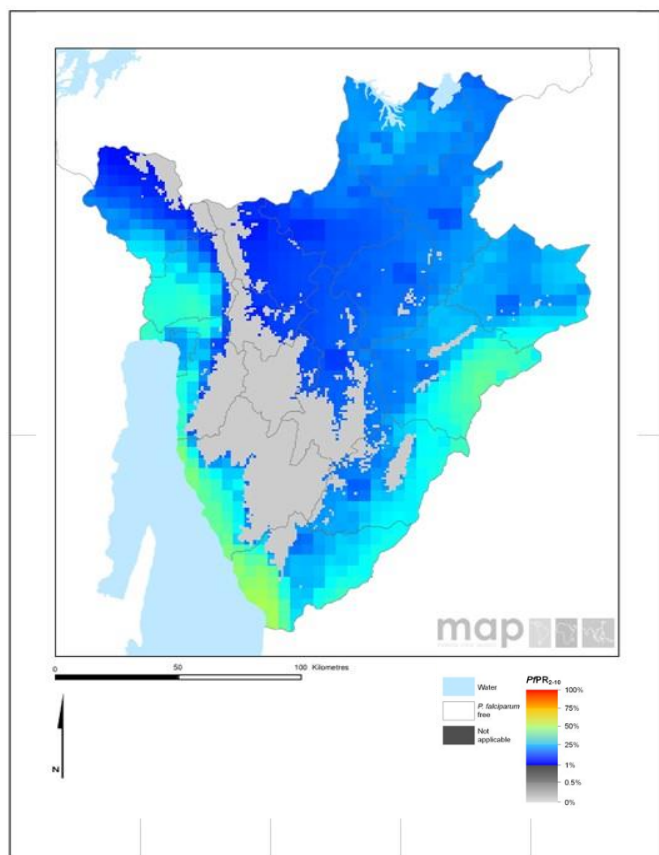 map
0 50 100 Kilometres
N
Water
P. falciparum
free
Not
applicable
PfPR2-10
100%
75%
50%
25%
1%
0.5%
0%